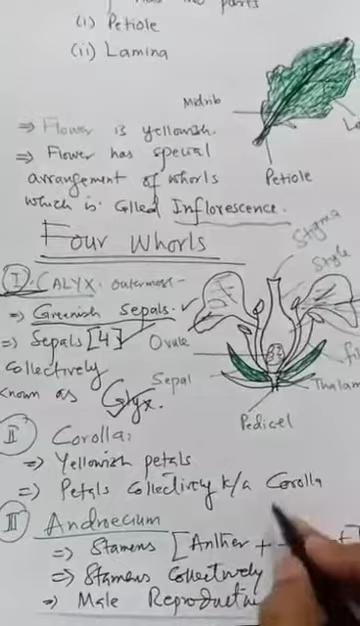 parts
(i) Petiole
(ii) Lamina
Midrib
Petiole
⇒ Flower is yellowish.
⇒ Flower has special
arrangement of whorls
which is Called Inflorescence.
Four Whorls
Stigma
Style
I. CALYX. outermost-
⇒ Greenish Sepals.
⇒ Sepals [4]
Collectively
known as Calyx.
Ovule
Sepal
Thalam
Pedicel
II Corolla:
⇒ Yellowish petals
⇒ Petals Collectively k/a Corolla
III Androecium
⇒ Stamens [Anther +
⇒ Stamens Collectively
⇒ Male Reproductive